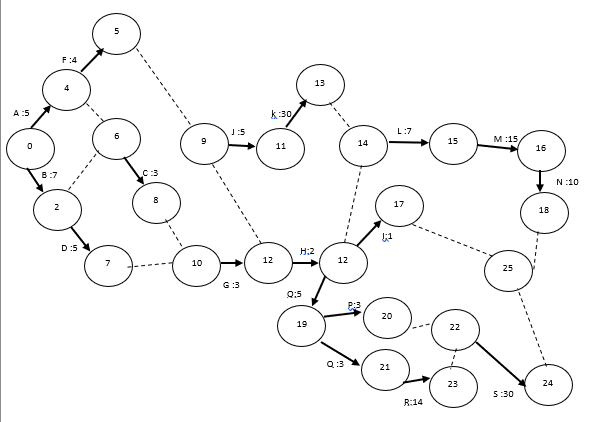 5
F :4
4
13
A :5
k :30
6
9
J :5
11
14
L :7
15
M :15
16
0
B :7
C :3
N :10
2
8
17
18
D :5
I:1
7
10
G :3
12
H:2
12
25
Q:5
P:3
19
20
22
Q :3
21
23
24
R:14
S :30